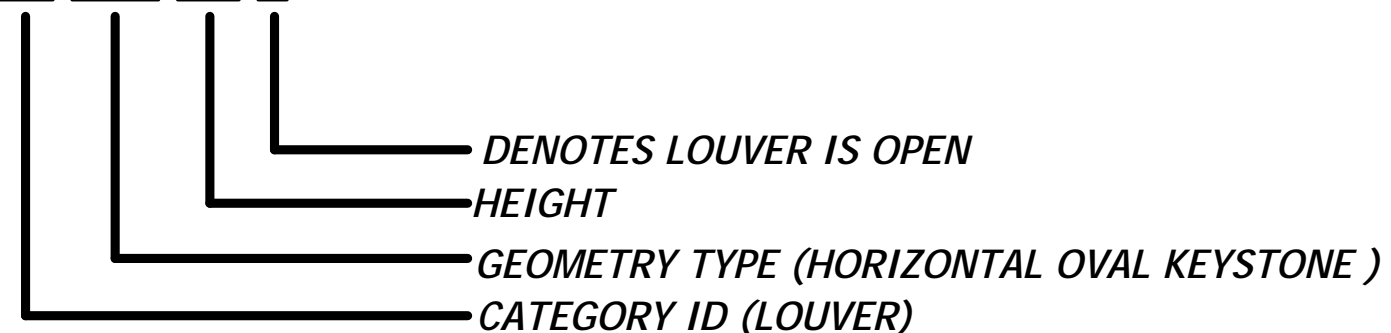 DENOTES LOUVER IS OPEN
HEIGHT
GEOMETRY TYPE (HORIZONTAL OVAL KEYSTONE )
CATEGORY ID (LOUVER)